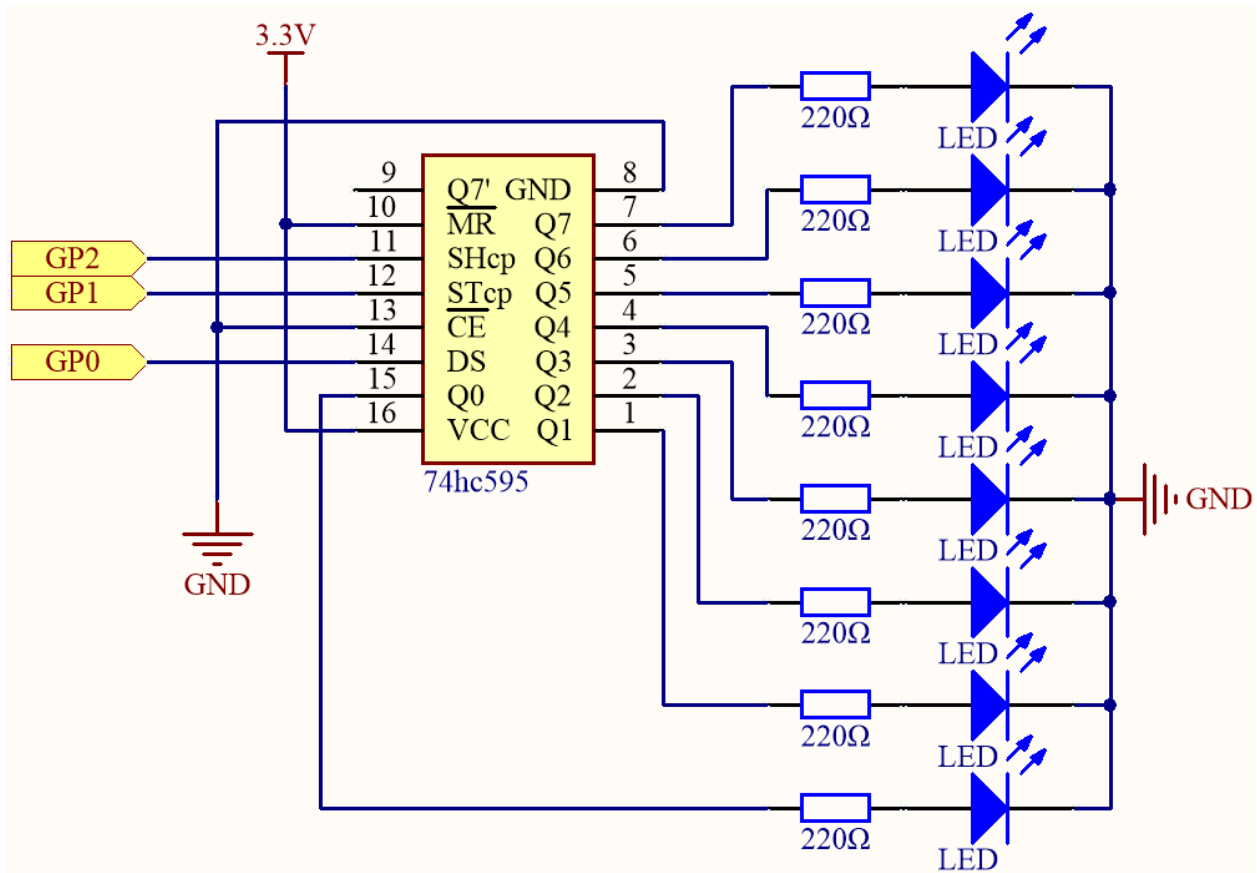 3.3V
9 Q7' GND 8
10 MR Q7 7
GP2 11 SHcp Q6 6
GP1 12 STcp Q5 5
13 CE Q4 4
GP0 14 DS Q3 3
15 Q0 Q2 2
16 VCC Q1 1
74hc595
GND
220Ω
LED
220Ω
LED
220Ω
LED
220Ω
LED
220Ω
LED
GND
220Ω
LED
220Ω
LED
220Ω
LED